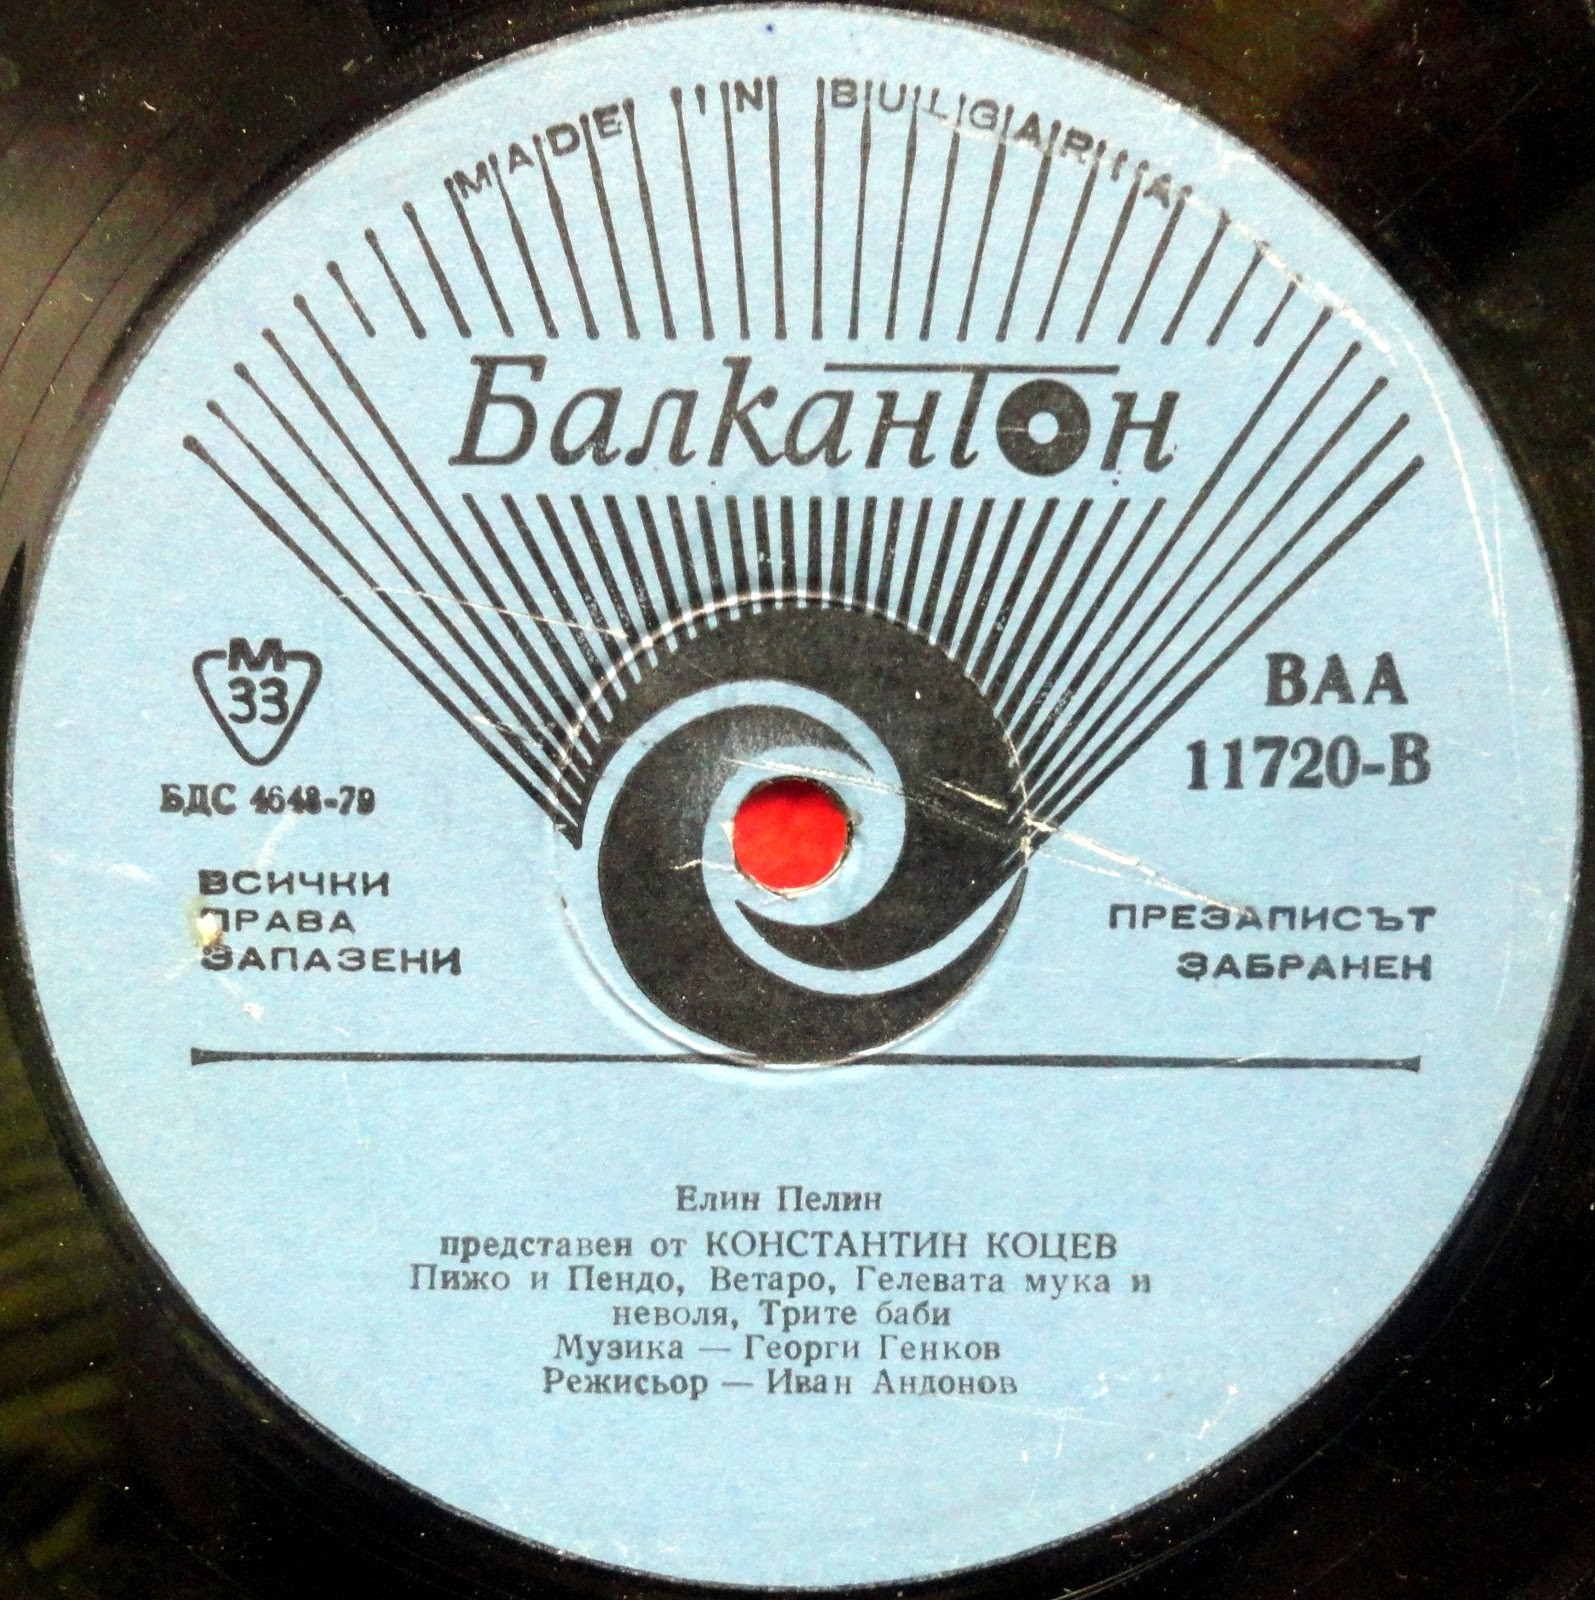 MADE IN BULGARIA
Балкантон
М
33
БДС 4648-79
ВАА
11720-В
ВСИЧКИ
ПРАВА
ЗАПАЗЕНИ
ПРЕЗАПИСЪТ
ЗАБРАНЕН
Елин Пелин
представен от КОНСТАНТИН КОЦЕВ
Пижо и Пендо, Ветаро, Гелевата мука и
неволя, Трите баби
Музика — Георги Генков
Режисьор — Иван Андонов